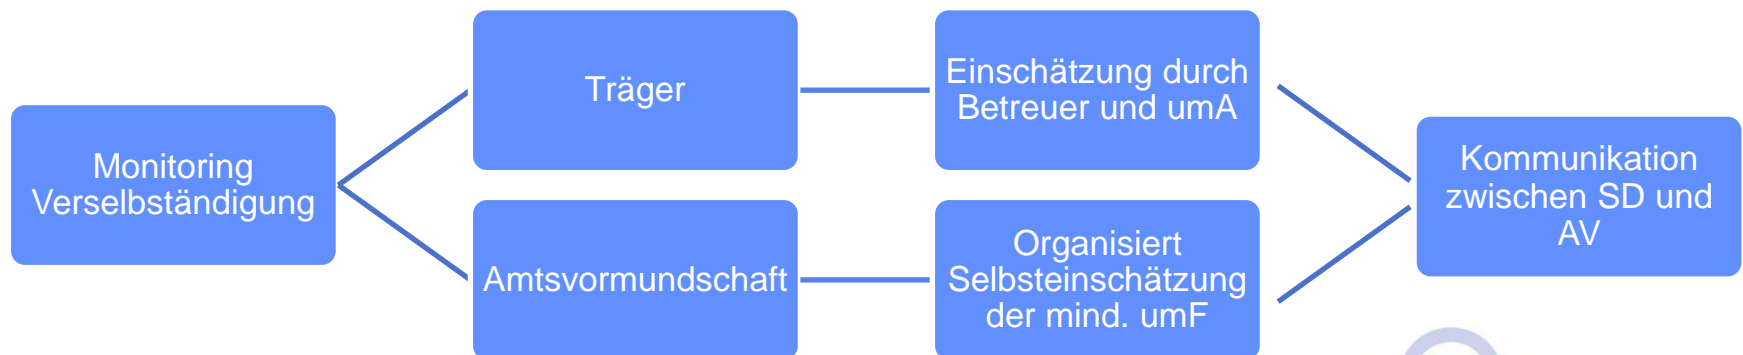 Monitoring
Verselbständigung
Träger
Einschätzung durch
Betreuer und umA
Amtsvormundschaft
Organisiert
Selbsteinschätzung
der mind. umF
Kommunikation
zwischen SD und
AV